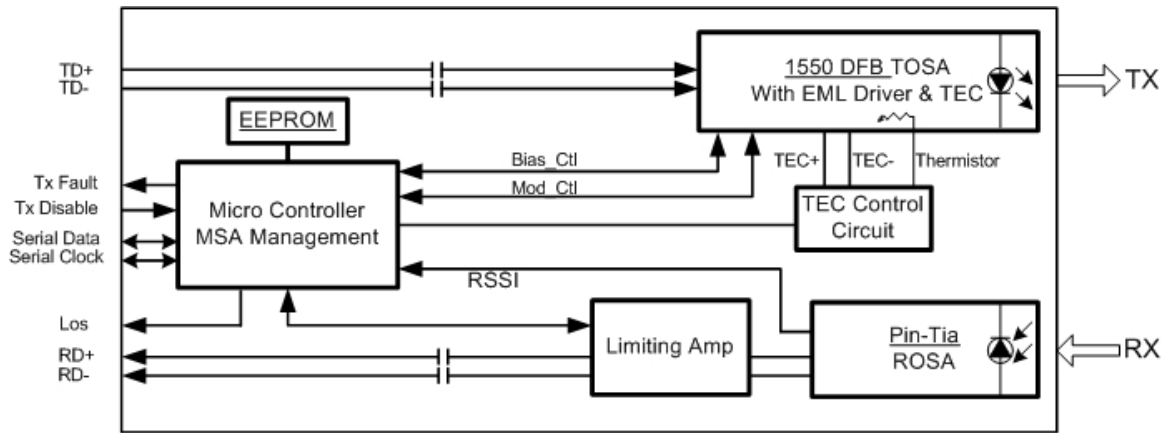 TD+
TD-
1550 DFB TOSA
With EML Driver & TEC
TX
EEPROM
Bias_Ctl
Mod_Ctl
TEC+
TEC-
Thermistor
Tx Fault
Tx Disable
Serial Data
Serial Clock
Micro Controller
MSA Management
TEC Control
Circuit
RSSI
Los
RD+
RD-
Limiting Amp
Pin-Tia
ROSA
RX